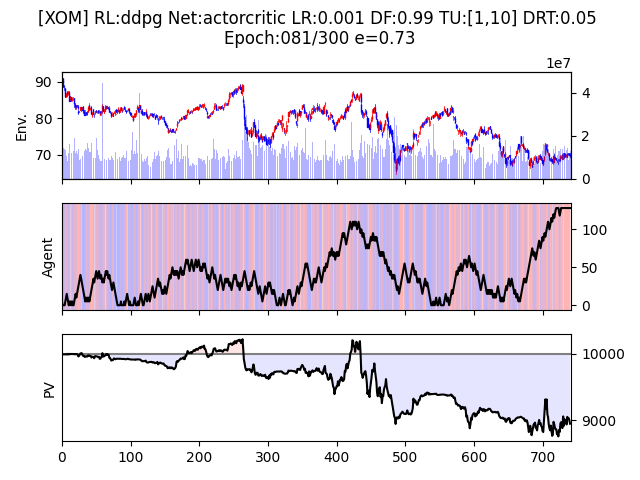 [XOM] RL:ddpg Net:actorcritic LR:0.001 DF:0.99 TU:[1,10] DRT:0.05
Epoch:081/300 e=0.73
1e7
90
80
70
Env.
4
2
0
Agent
100
50
0
PV
10000
9000
0 100 200 300 400 500 600 700